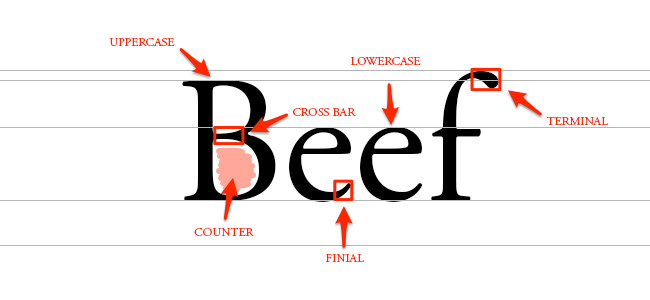 UPPERCASE
LOWERCASE
CROSS BAR
TERMINAL
Beef
COUNTER
FINIAL